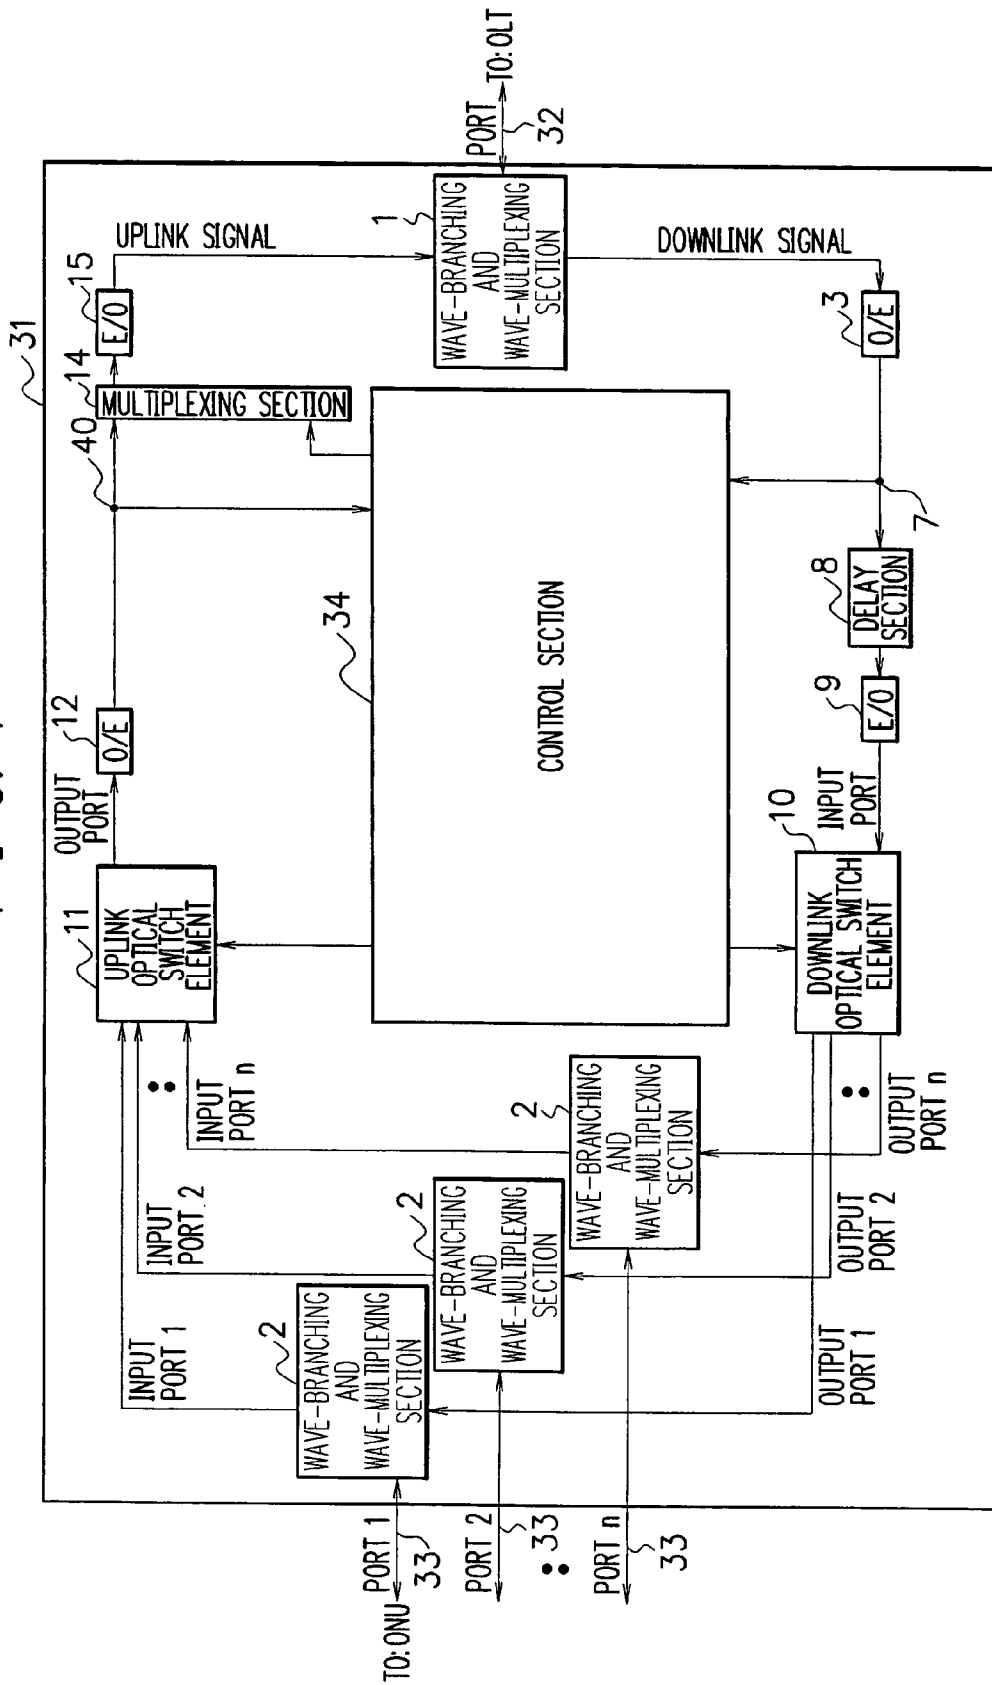 31
TO:ONU
PORT 1
33
PORT 2
33
PORT n
33
WAVE-BRANCHING
AND
WAVE-MULTIPLEXING
SECTION
2
WAVE-BRANCHING
AND
WAVE-MULTIPLEXING
SECTION
2
WAVE-BRANCHING
AND
WAVE-MULTIPLEXING
SECTION
2
INPUT
PORT 1
INPUT
PORT 2
INPUT
PORT n
11
UPLINK
OPTICAL
SWITCH
ELEMENT
OUTPUT
PORT
12
O/E
40
14
MULTIPLEXING SECTION
15
E/O
UPLINK SIGNAL
34
CONTROL SECTION
1
WAVE-BRANCHING
AND
WAVE-MULTIPLEXING
SECTION
PORT
32
TO:OLT
DOWNLINK SIGNAL
3
O/E
7
8
DELAY
SECTION
9
E/O
INPUT
PORT
10
DOWNLINK
OPTICAL SWITCH
ELEMENT
OUTPUT
PORT 1
OUTPUT
PORT 2
OUTPUT
PORT n